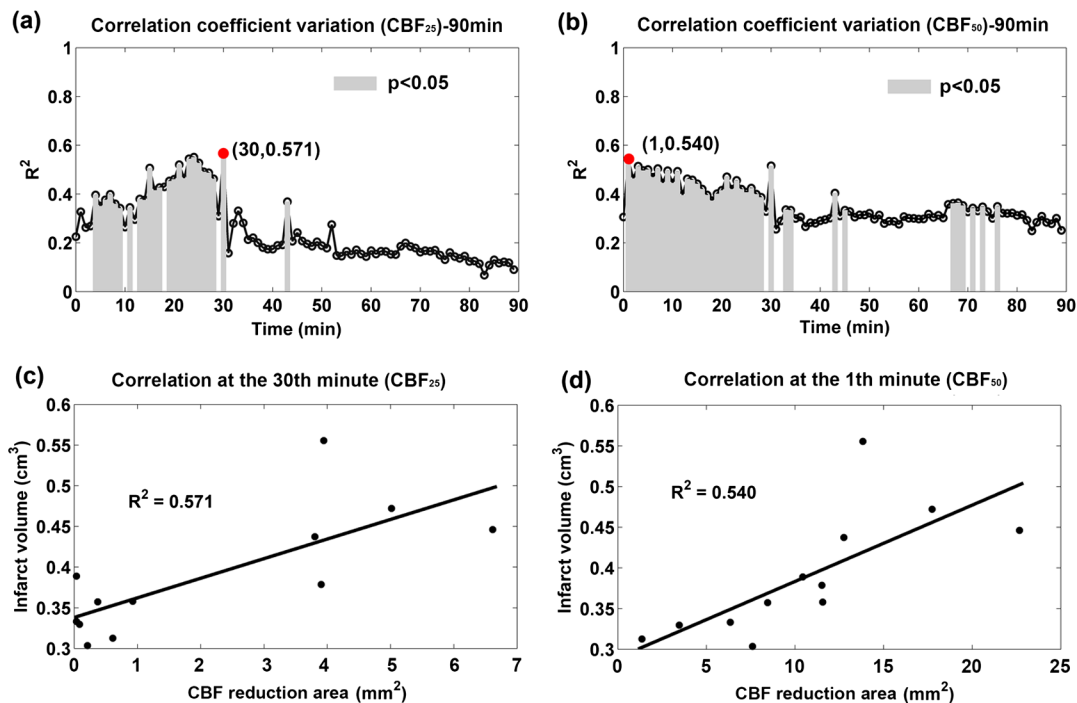 (a)
Correlation coefficient variation (CBF₂₅)-90min
1
0.8
0.6
0.4
0.2
0
R²
p<0.05
(30,0.571)
0 10 20 30 40 50 60 70 80 90
Time (min)
(b)
Correlation coefficient variation (CBF₅₀)-90min
1
0.8
0.6
0.4
0.2
0
R²
p<0.05
(1,0.540)
0 10 20 30 40 50 60 70 80 90
Time (min)
(c)
Correlation at the 30th minute (CBF₂₅)
0.6
0.55
0.5
0.45
0.4
0.35
0.3
Infarct volume (cm³)
R² = 0.571
0 1 2 3 4 5 6 7
CBF reduction area (mm²)
(d)
Correlation at the 1th minute (CBF₅₀)
0.6
0.55
0.5
0.45
0.4
0.35
0.3
Infarct volume (cm³)
R² = 0.540
0 5 10 15 20 25
CBF reduction area (mm²)